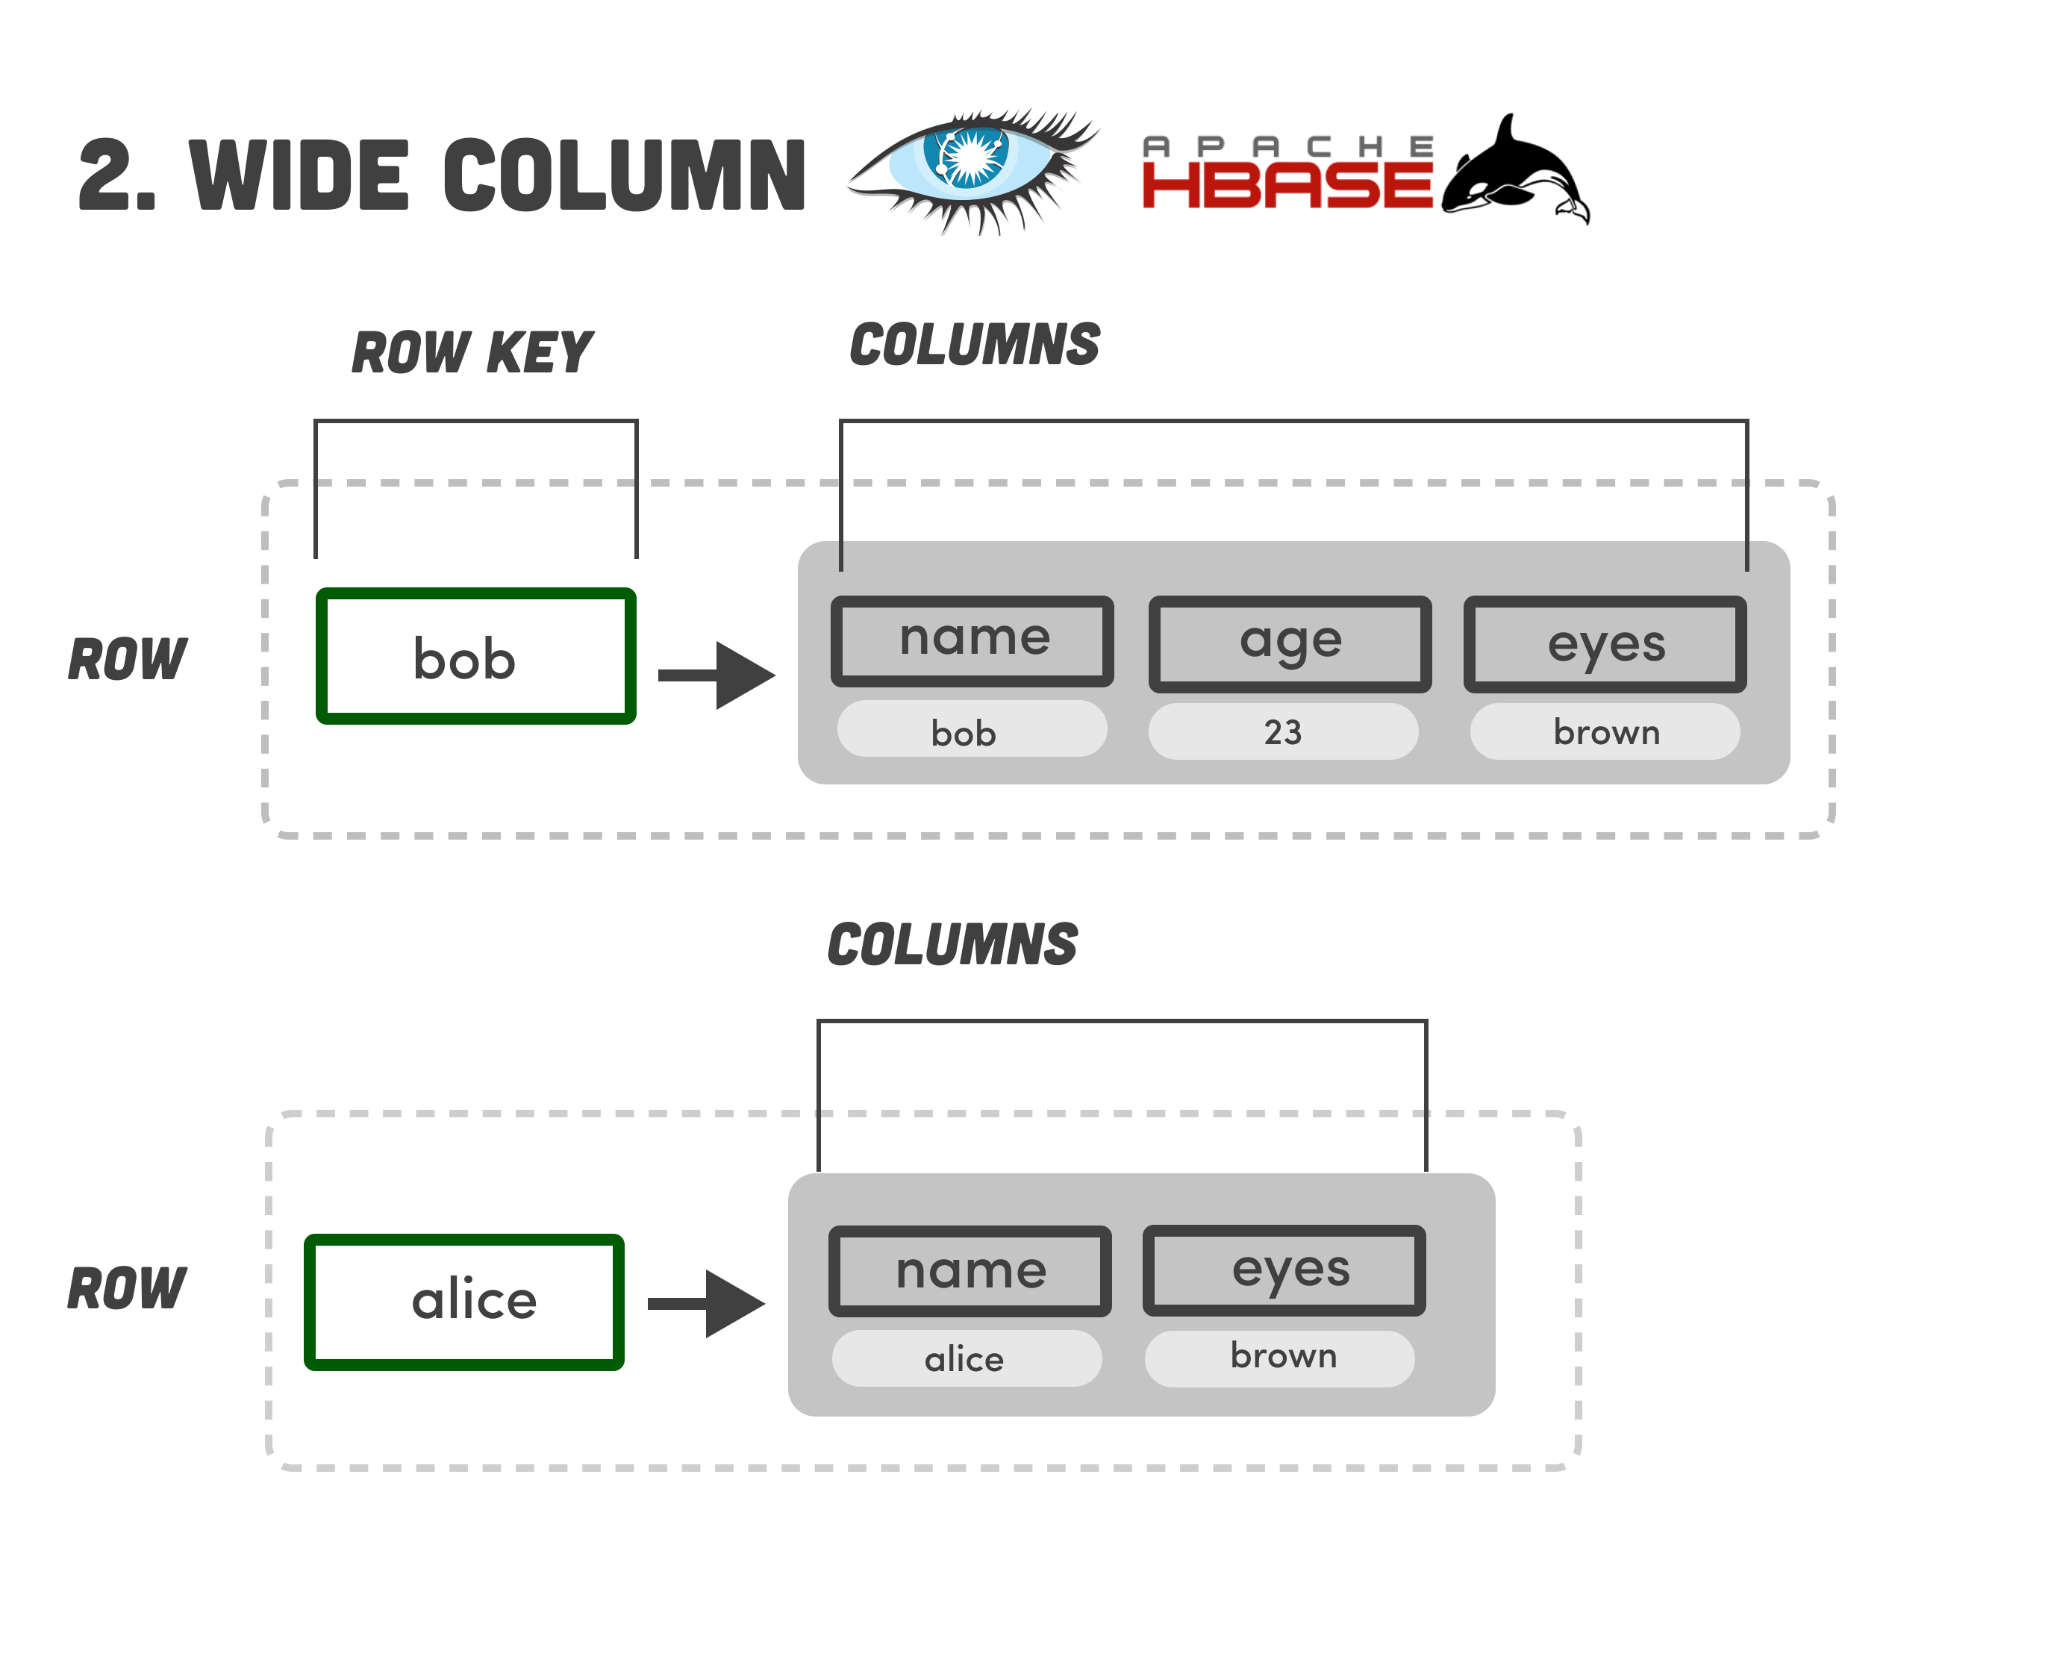 2. WIDE COLUMN
APACHE
HBASE
ROW KEY
COLUMNS
ROW
bob
name
age
eyes
bob
23
brown
COLUMNS
ROW
alice
name
eyes
alice
brown